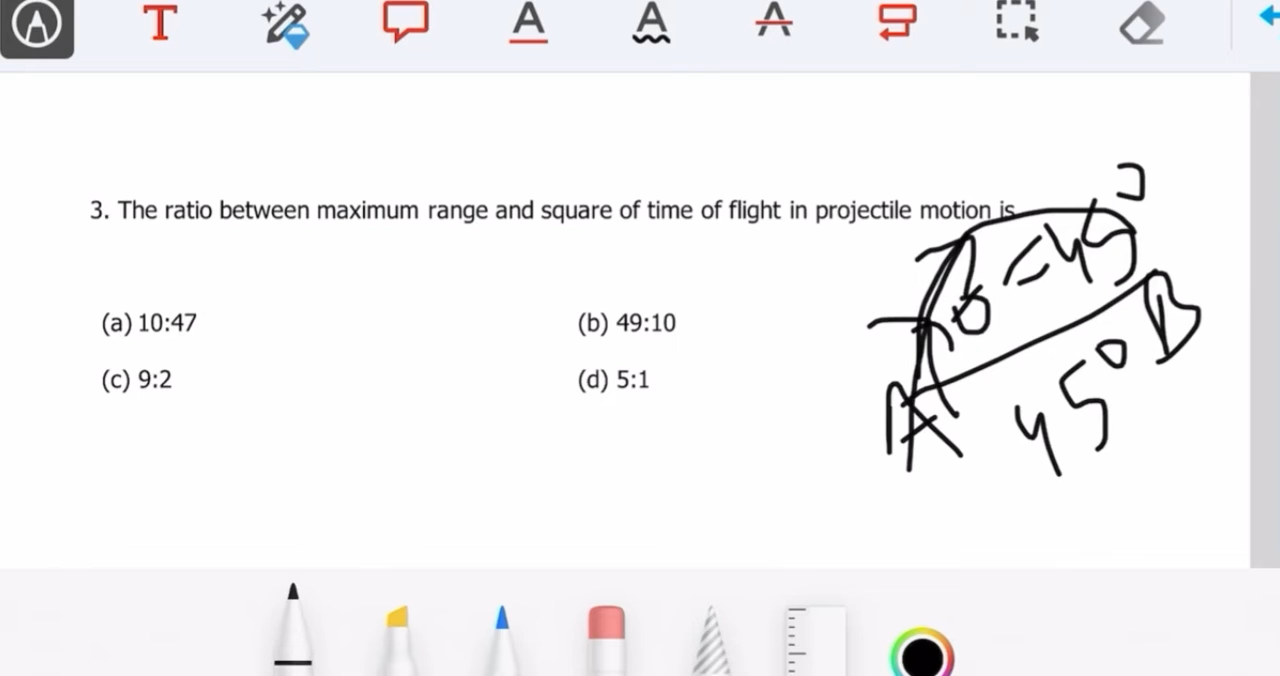 3. The ratio between maximum range and square of time of flight in projectile motion is
θ = 45°
(a) 10:47
(b) 49:10
(c) 9:2
(d) 5:1
A
45°
B